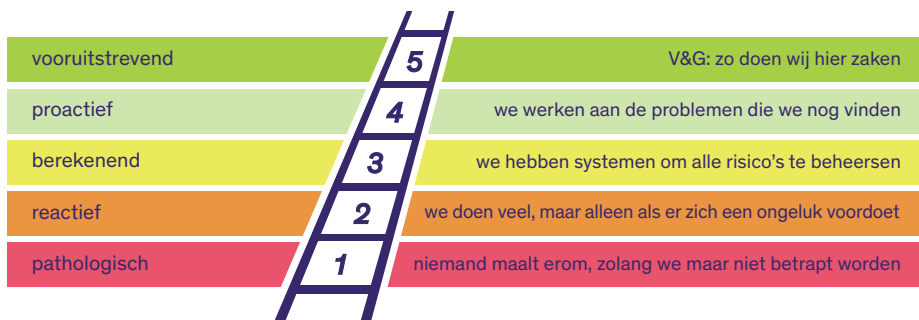 vooruitstrevend 5 V&G: zo doen wij hier zaken
proactief 4 we werken aan de problemen die we nog vinden
berekenend 3 we hebben systemen om alle risico's te beheersen
reactief 2 we doen veel, maar alleen als er zich een ongeluk voordoet
pathologisch 1 niemand maalt erom, zolang we maar niet betrapt worden